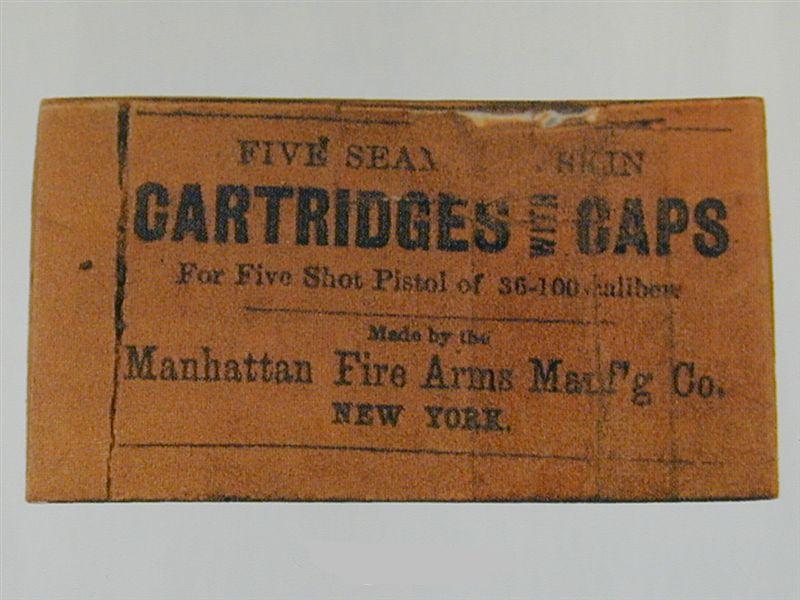 FIVE SKIN
CARTRIDGES WITH CAPS
For Five Shot Pistol of 36-100
Made by the
Manhattan Fire Arms Manf'g Co.
NEW YORK.